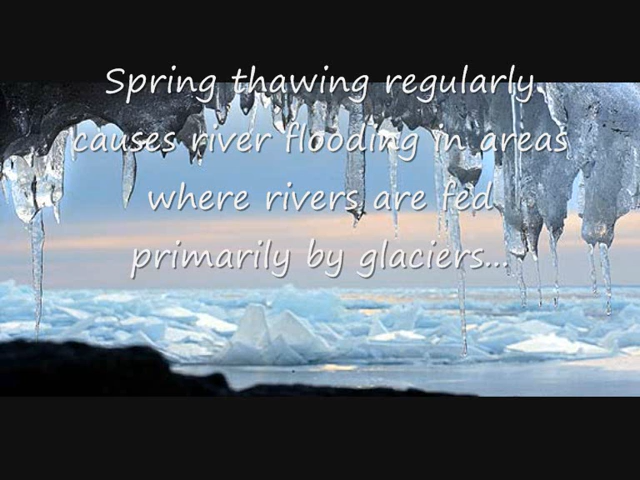 Spring thawing regularly
causes river flooding in areas
where rivers are fed
primarily by glaciers...